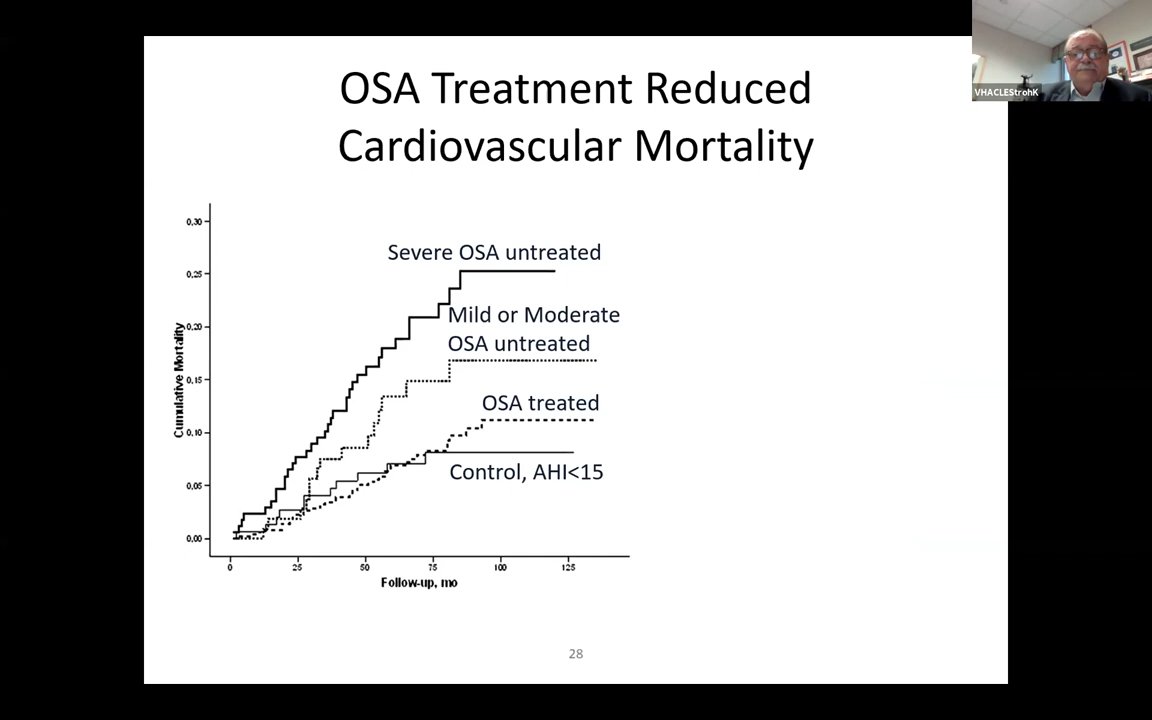 VHACLEStrohK
OSA Treatment Reduced
Cardiovascular Mortality
Cumulative Mortality
0,30
0,25
0,20
0,15
0,10
0,05
0,00
Severe OSA untreated
Mild or Moderate
OSA untreated
OSA treated
Control, AHI<15
0 25 50 75 100 125
Follow-up, mo
28